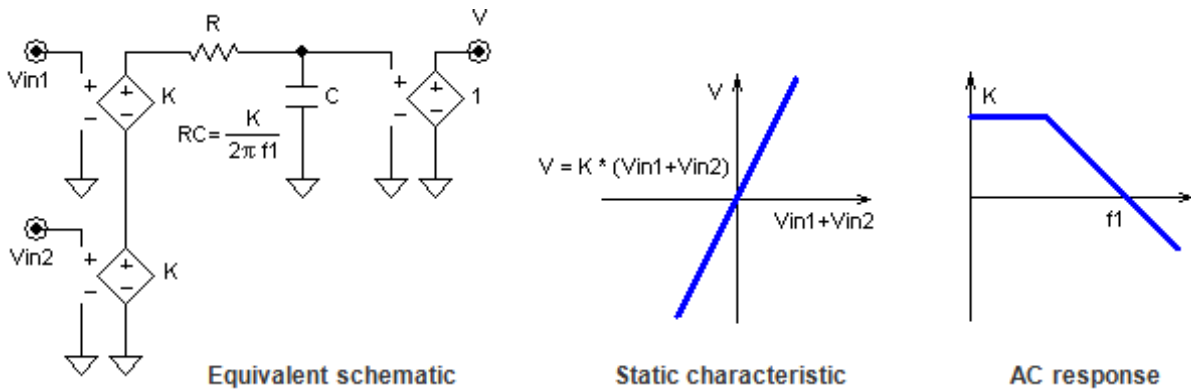 R
V
Vin1
+
−
+
−
K
C
+
−
+
−
1
RC= K / 2π f1
Vin2
+
−
+
−
K
Equivalent schematic
V
V = K * (Vin1+Vin2)
Vin1+Vin2
Static characteristic
K
f1
AC response